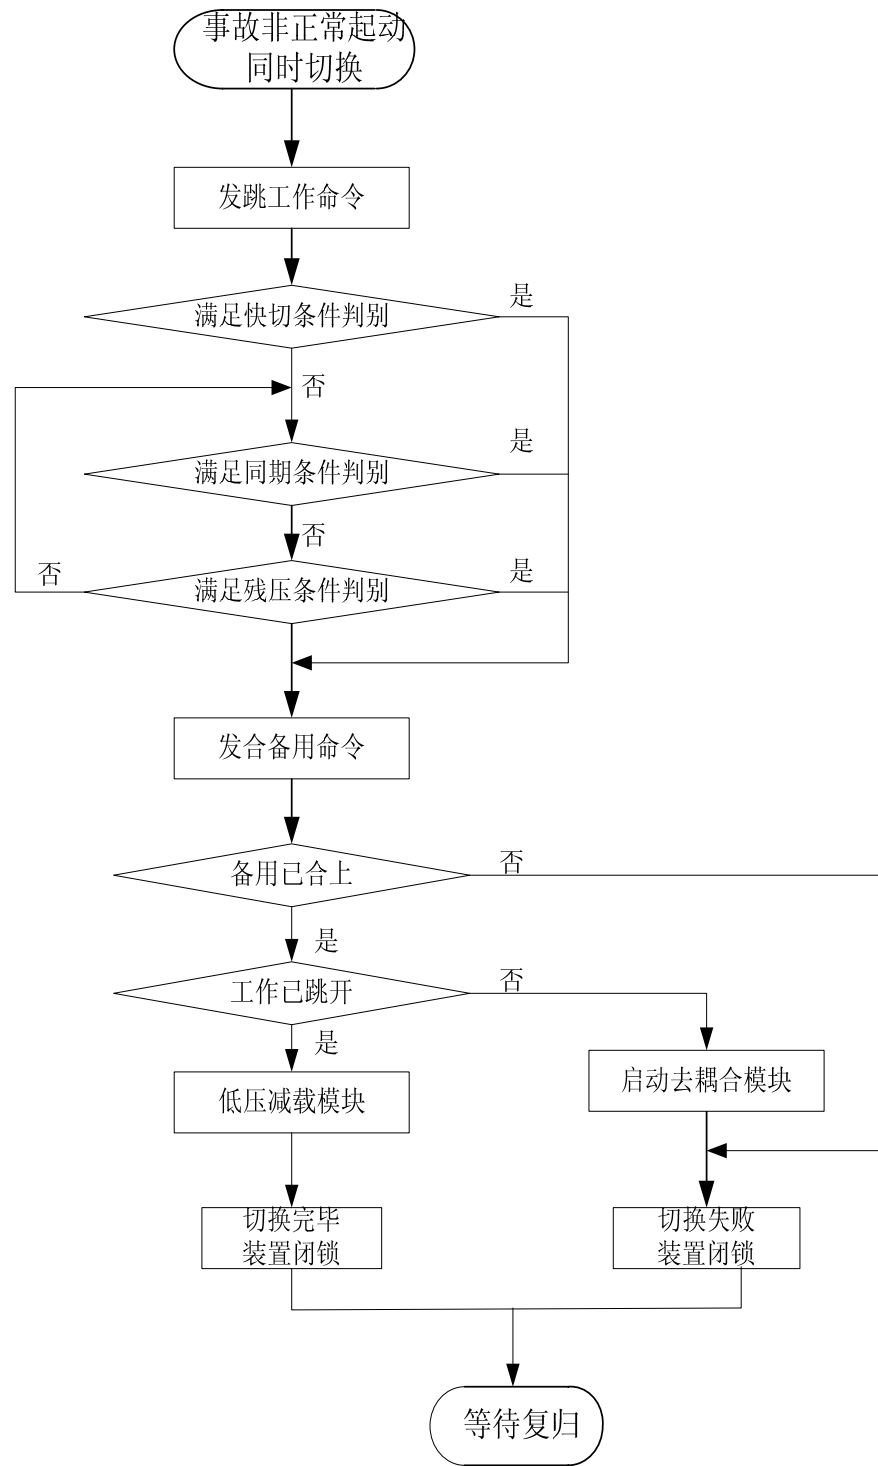 事故非正常起动
同时切换
发跳工作命令
满足快切条件判别
是
否
满足同期条件判别
是
否
满足残压条件判别
是
否
发合备用命令
备用已合上
否
是
工作已跳开
否
是
启动去耦合模块
低压减载模块
切换完毕
装置闭锁
切换失败
装置闭锁
等待复归